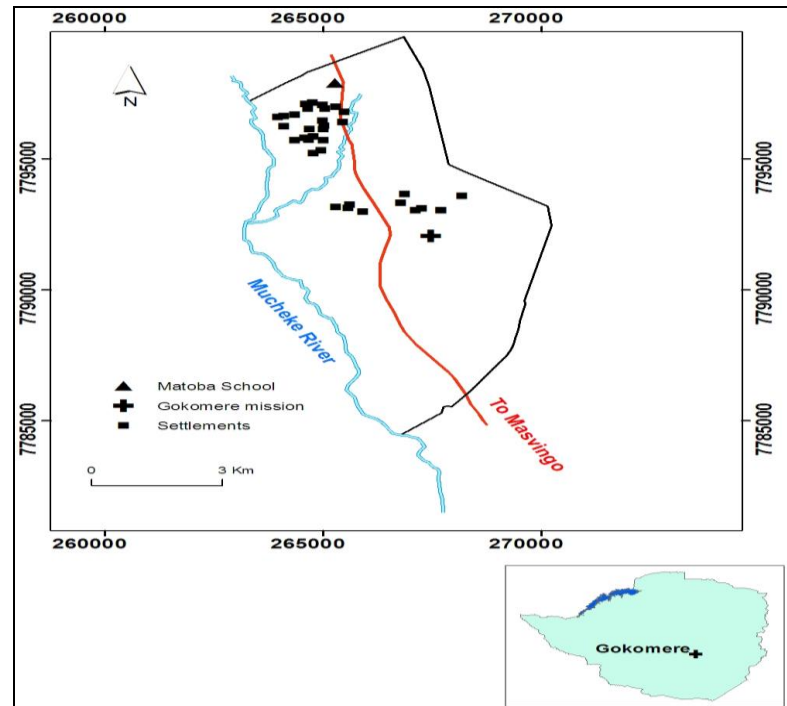 260000 265000 270000
N
7795000 7795000
7790000 7790000
Mucheke River
Matoba School
Gokomere mission
Settlements
7785000 7785000
To Masvingo
0 3 Km
260000 265000 270000
Gokomere